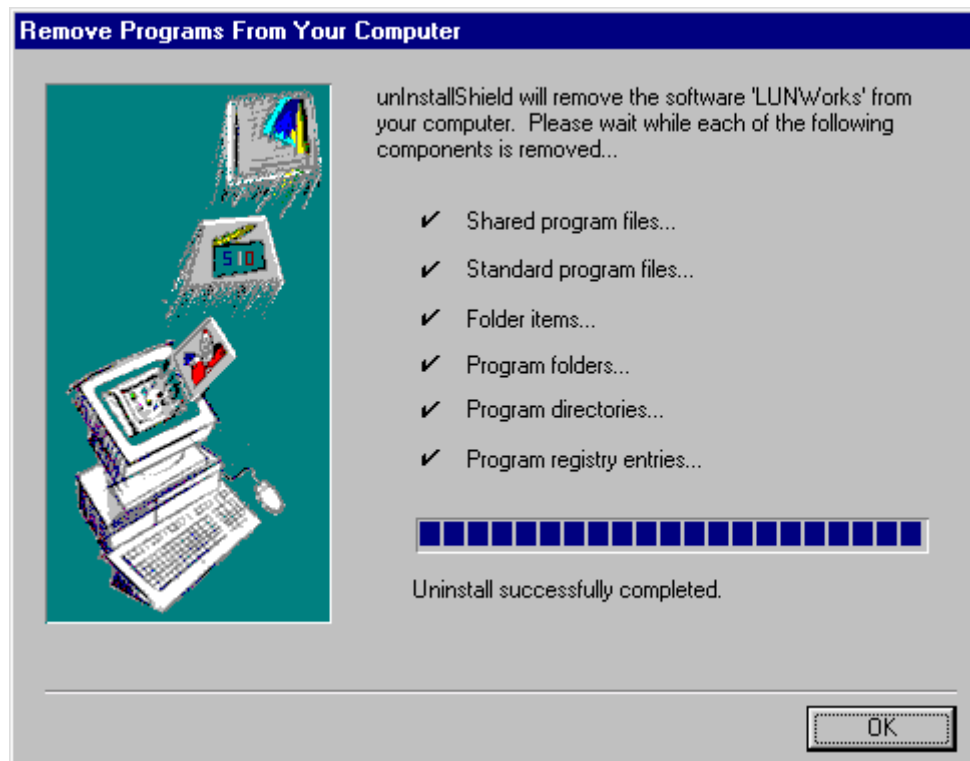 Remove Programs From Your Computer
unInstallShield will remove the software 'LUNWorks' from
your computer.  Please wait while each of the following
components is removed...
✔ Shared program files...
✔ Standard program files...
✔ Folder items...
✔ Program folders...
✔ Program directories...
✔ Program registry entries...
Uninstall successfully completed.
OK